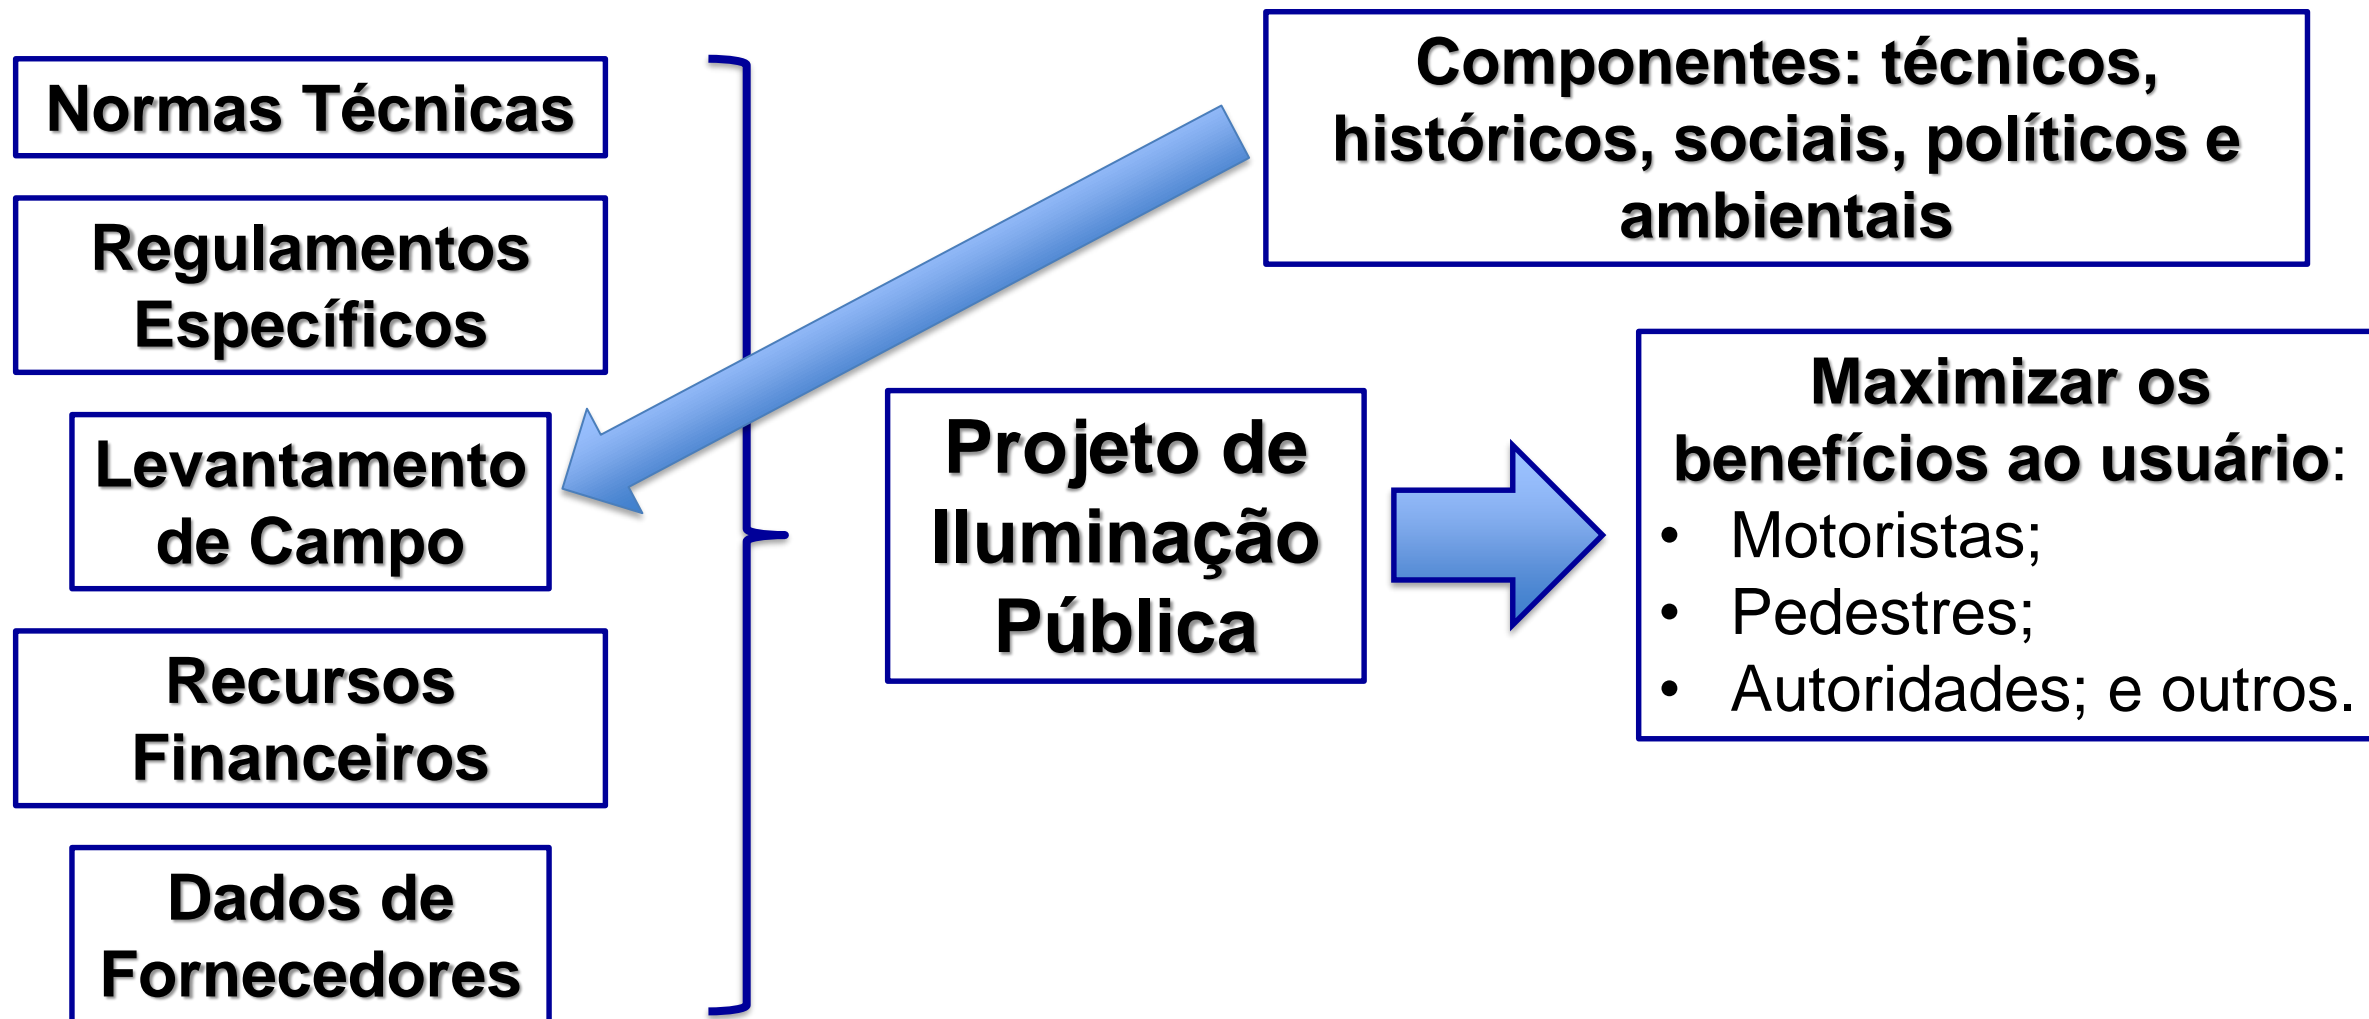 Normas Técnicas
Regulamentos
Específicos
Levantamento
de Campo
Recursos
Financeiros
Dados de
Fornecedores
Componentes: técnicos,
históricos, sociais, políticos e
ambientais
Projeto de
Iluminação
Pública
Maximizar os
benefícios ao usuário:
• Motoristas;
• Pedestres;
• Autoridades; e outros.